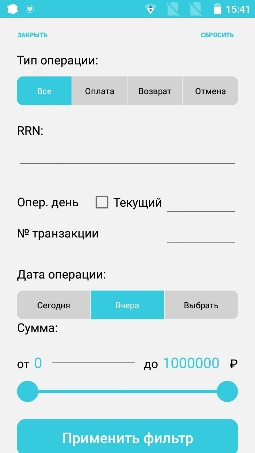 15:41
ЗАКРЫТЬ СБРОСИТЬ
Тип операции:
Все Оплата Возврат Отмена
RRN:
Опер. день Текущий
№ транзакции
Дата операции:
Сегодня Вчера Выбрать
Сумма:
от 0 до 1000000 ₽
Применить фильтр